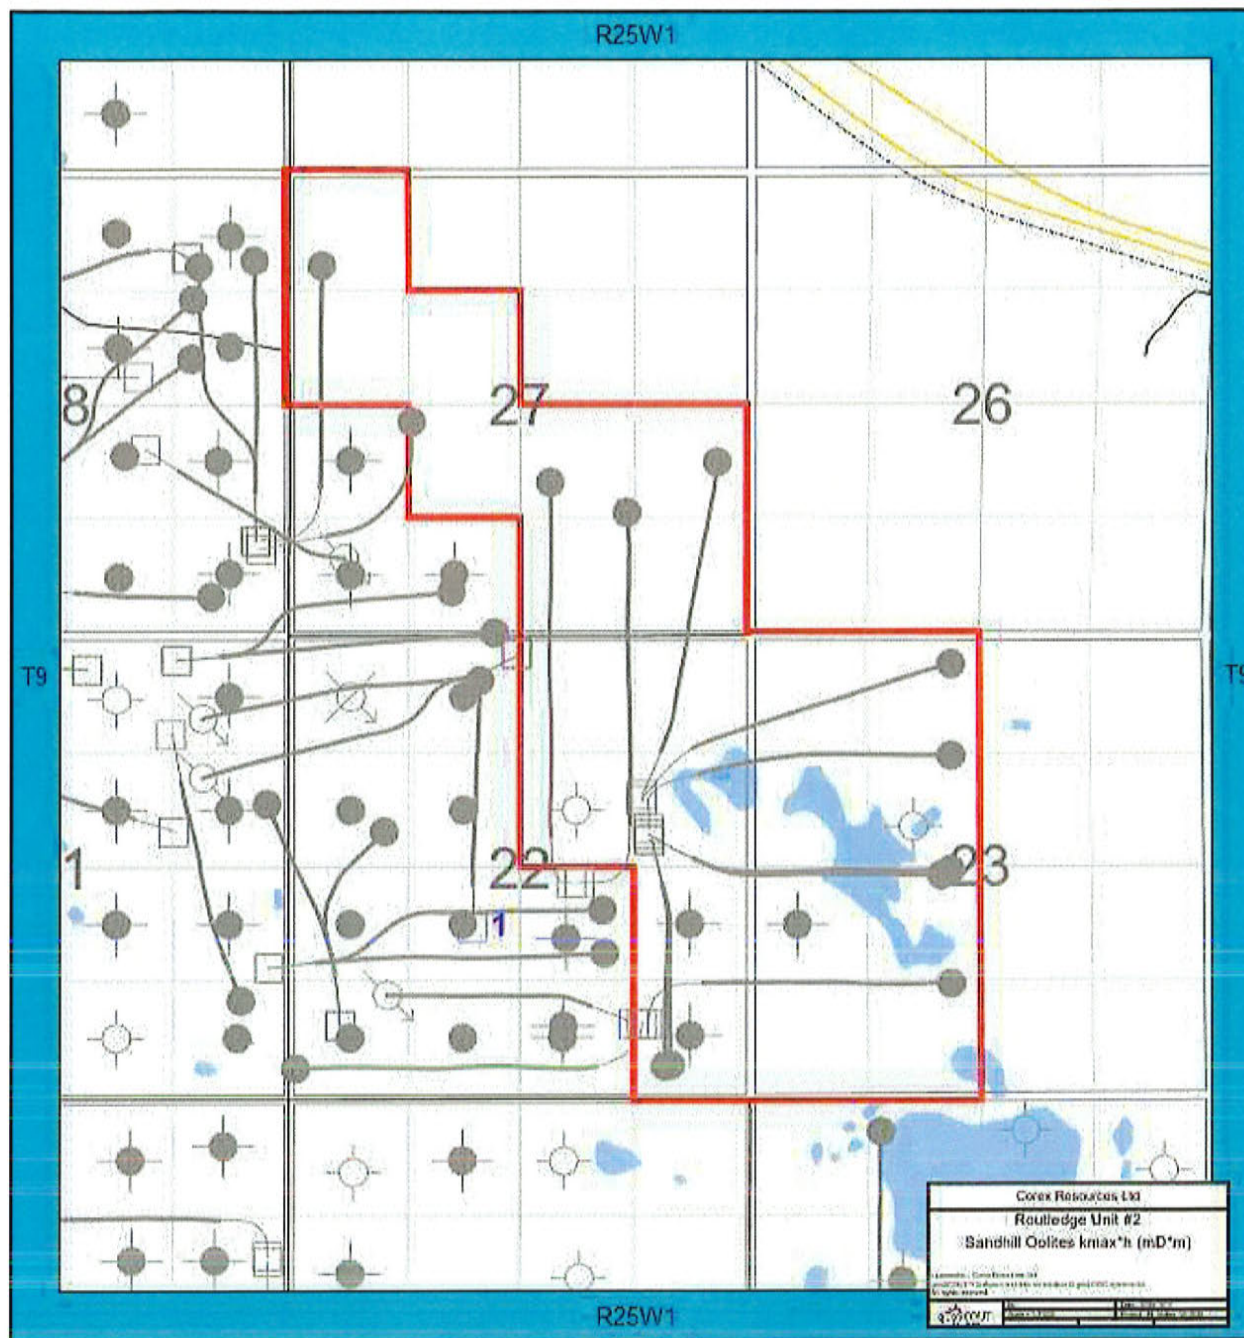 R25W1
27
26
8
T9
T9
22
23
1
1
Corex Resources Ltd
Routledge Unit #2
Sandhill Oolites kmax*h (mD*m)
R25W1